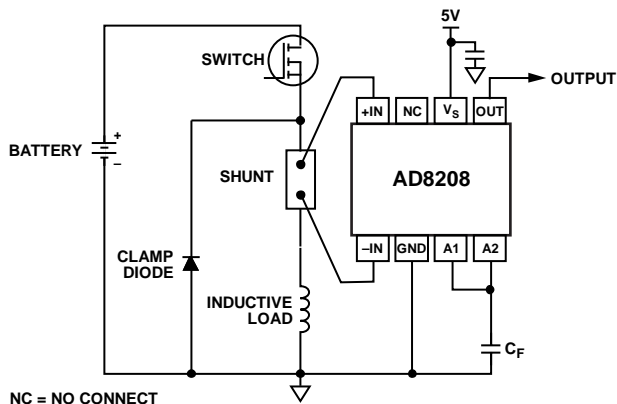 5V
SWITCH
OUTPUT
+IN
NC
VS
OUT
BATTERY
+
–
SHUNT
AD8208
–IN
GND
A1
A2
CLAMP
DIODE
INDUCTIVE
LOAD
CF
NC = NO CONNECT